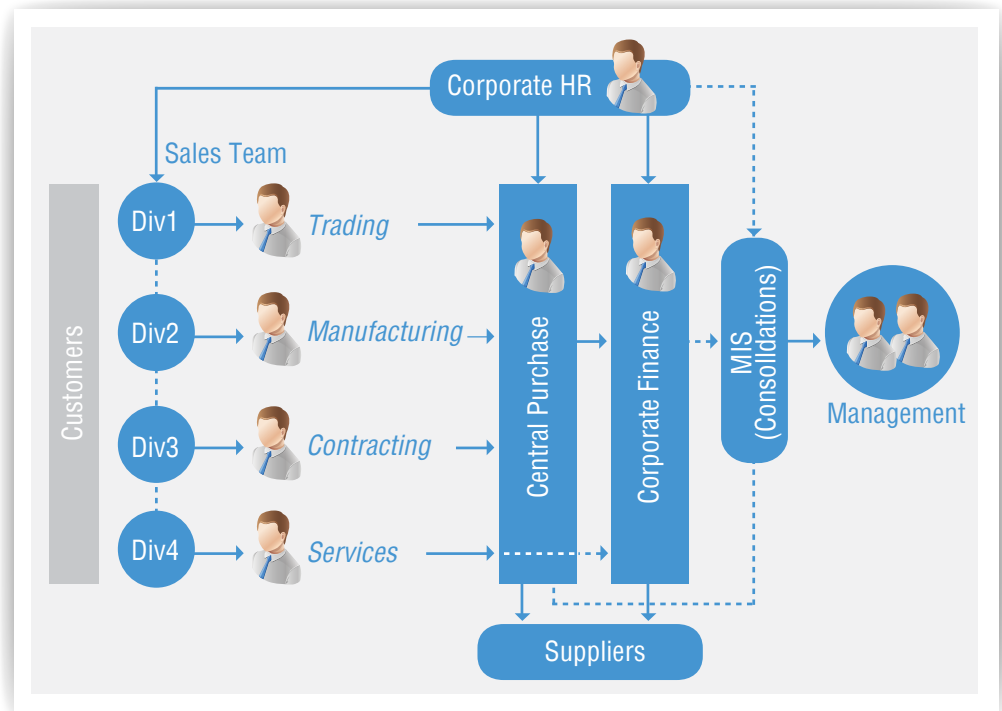 Corporate HR
Sales Team
Customers
Div1
Trading
Div2
Manufacturing
Div3
Contracting
Div4
Services
Central Purchase
Corporate Finance
MIS
(Consolldations)
Management
Suppliers